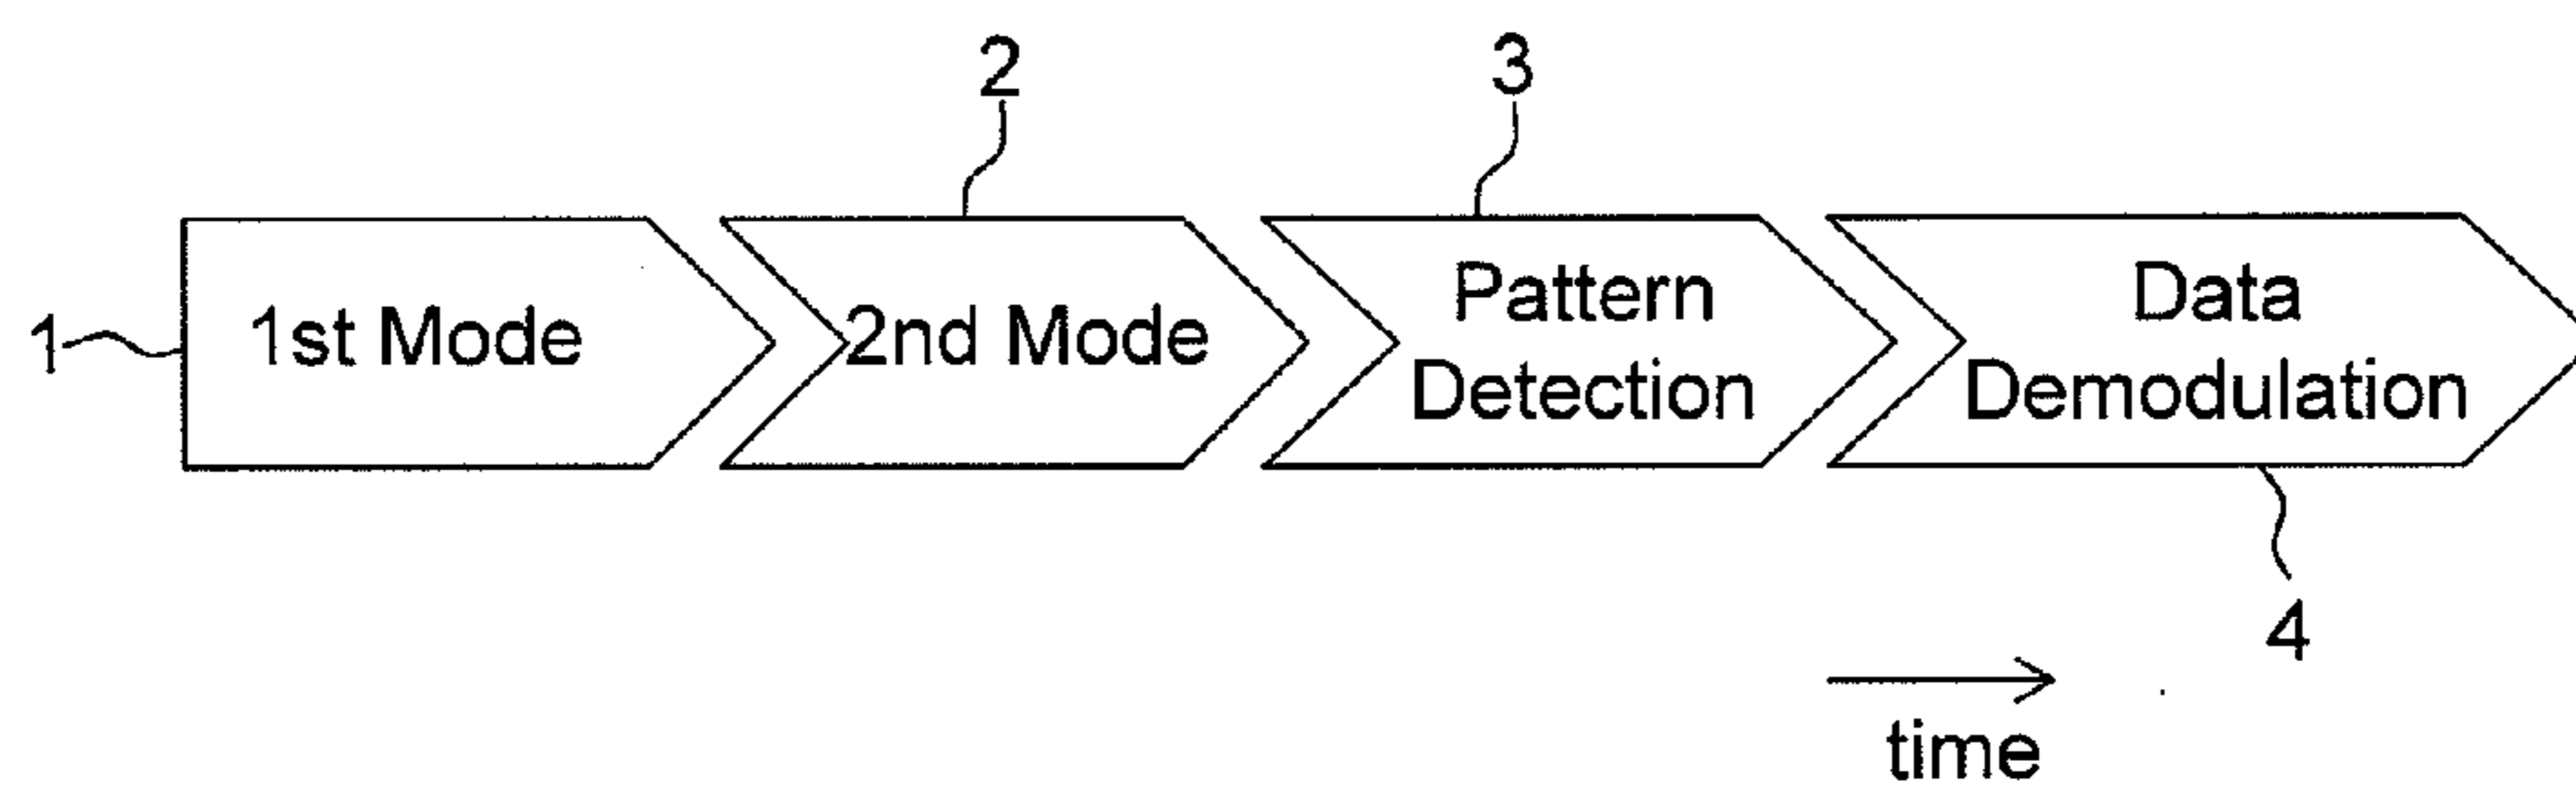 2
3
1
1st Mode
2nd Mode
Pattern
Detection
Data
Demodulation
4
time